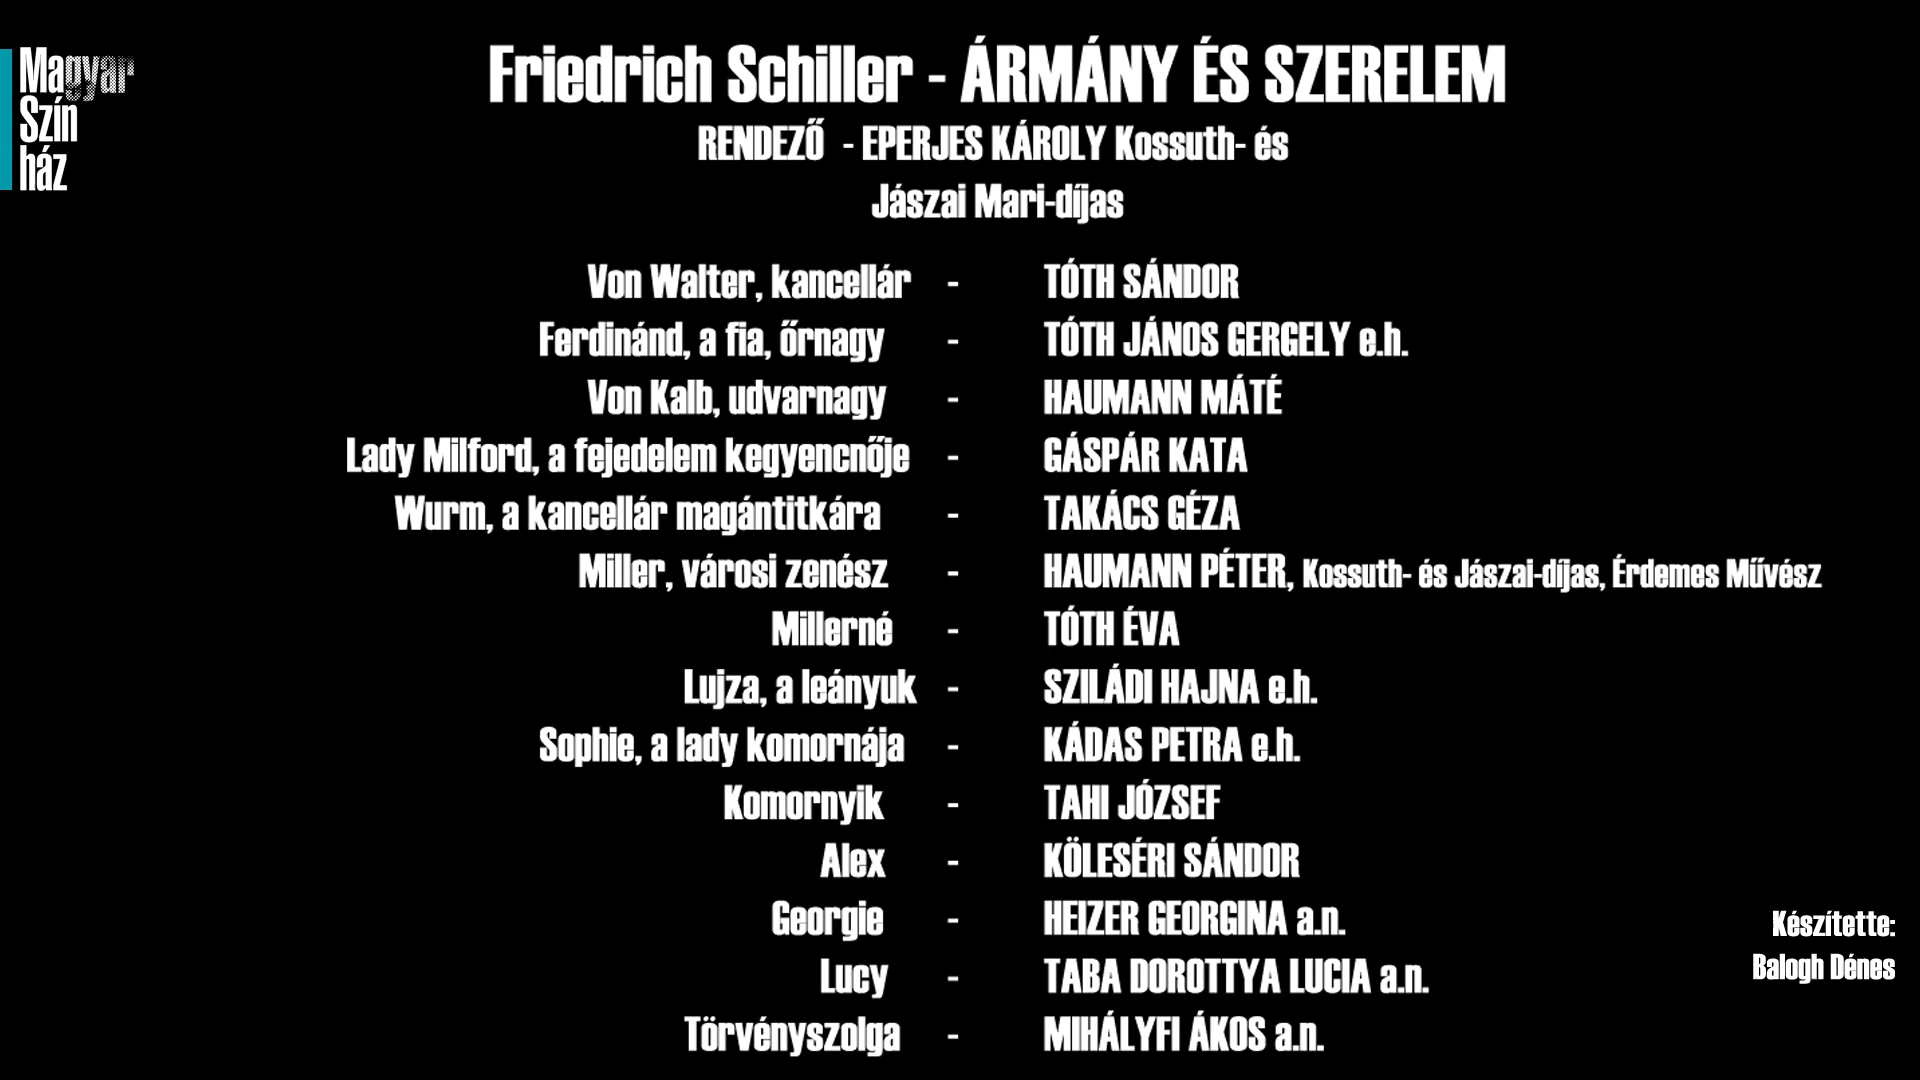 Magyar
Szín
ház
Friedrich Schiller - ÁRMÁNY ÉS SZERELEM
RENDEZŐ - EPERJES KÁROLY Kossuth- és
Jászai Mari-díjas
Von Walter, kancellár - TÓTH SÁNDOR
Ferdinánd, a fia, őrnagy - TÓTH JÁNOS GERGELY e.h.
Von Kalb, udvarnagy - HAUMANN MÁTÉ
Lady Milford, a fejedelem kegyencnője - GÁSPÁR KATA
Wurm, a kancellár magántitkára - TAKÁCS GÉZA
Miller, városi zenész - HAUMANN PÉTER, Kossuth- és Jászai-díjas, Érdemes Művész
Millerné - TÓTH ÉVA
Lujza, a leányuk - SZILÁDI HAJNA e.h.
Sophie, a lady komornája - KÁDAS PETRA e.h.
Komornyik - TAHI JÓZSEF
Alex - KÖLESÉRI SÁNDOR
Georgie - HEIZER GEORGINA a.n.
Lucy - TABA DOROTTYA LUCIA a.n.
Törvényszolga - MIHÁLYFI ÁKOS a.n.
Készítette:
Balogh Dénes